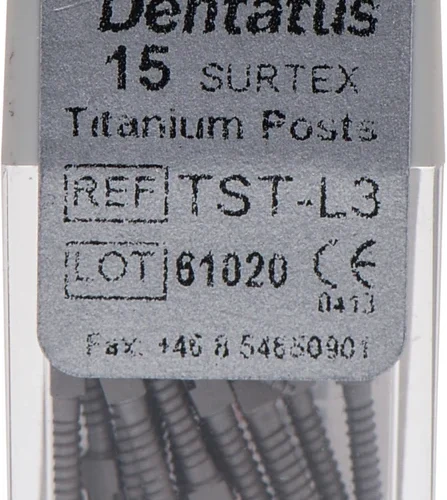 Dentatus
15 SURTEX
Titanium Posts
REF TST-L3
LOT 61020 CE
0413
Fax: +46 8 54650901